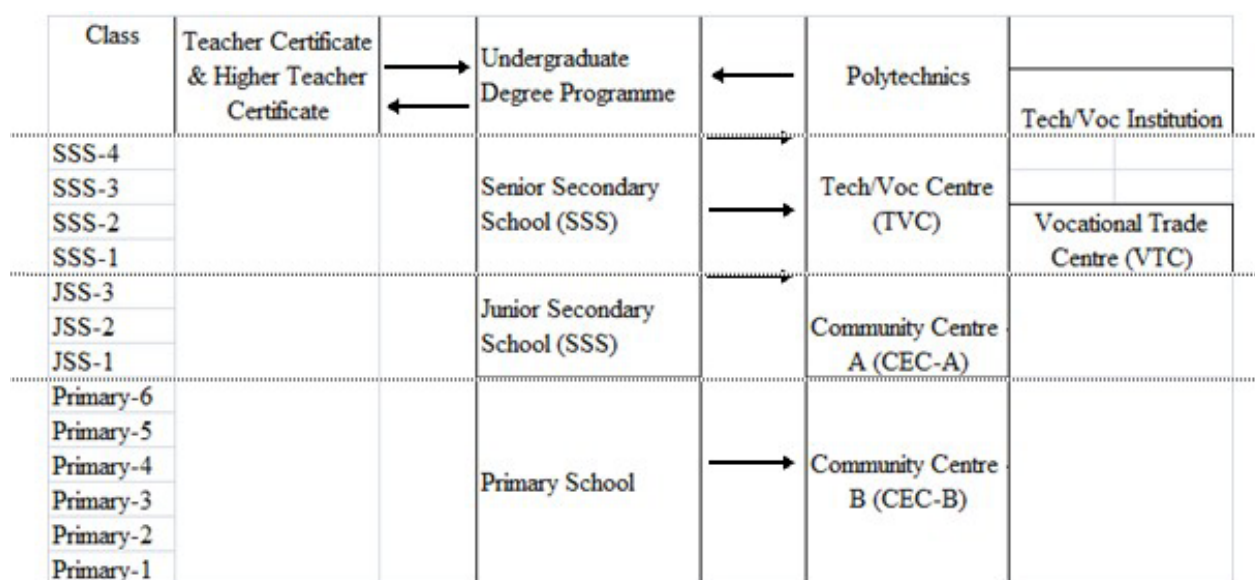 Class
Teacher Certificate
& Higher Teacher
Certificate
Undergraduate
Degree Programme
Polytechnics
Tech/Voc Institution
SSS-4
SSS-3
SSS-2
SSS-1
Senior Secondary
School (SSS)
Tech/Voc Centre
(TVC)
Vocational Trade
Centre (VTC)
JSS-3
JSS-2
JSS-1
Junior Secondary
School (SSS)
Community Centre -
A (CEC-A)
Primary-6
Primary-5
Primary-4
Primary-3
Primary-2
Primary-1
Primary School
Community Centre -
B (CEC-B)